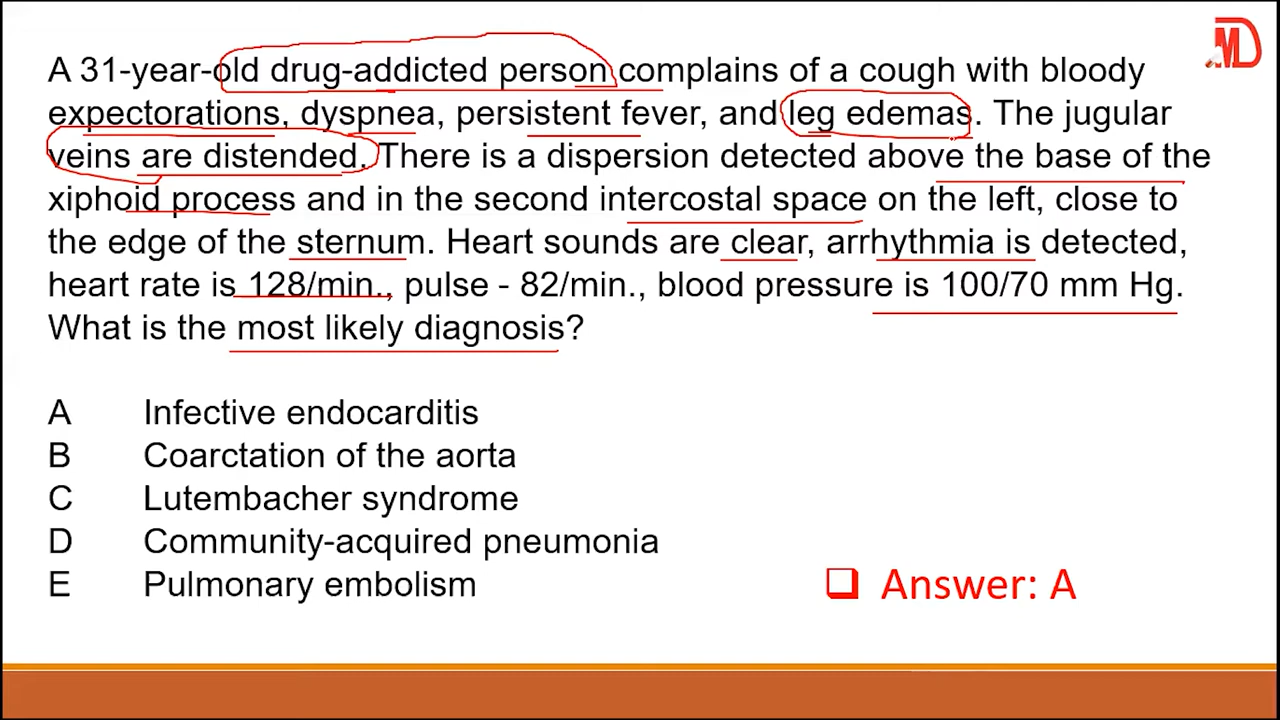 A 31-year-old drug-addicted person complains of a cough with bloody
expectorations, dyspnea, persistent fever, and leg edemas. The jugular
veins are distended. There is a dispersion detected above the base of the
xiphoid process and in the second intercostal space on the left, close to
the edge of the sternum. Heart sounds are clear, arrhythmia is detected,
heart rate is 128/min., pulse - 82/min., blood pressure is 100/70 mm Hg.
What is the most likely diagnosis?
A Infective endocarditis
B Coarctation of the aorta
C Lutembacher syndrome
D Community-acquired pneumonia
E Pulmonary embolism
❑ Answer: A